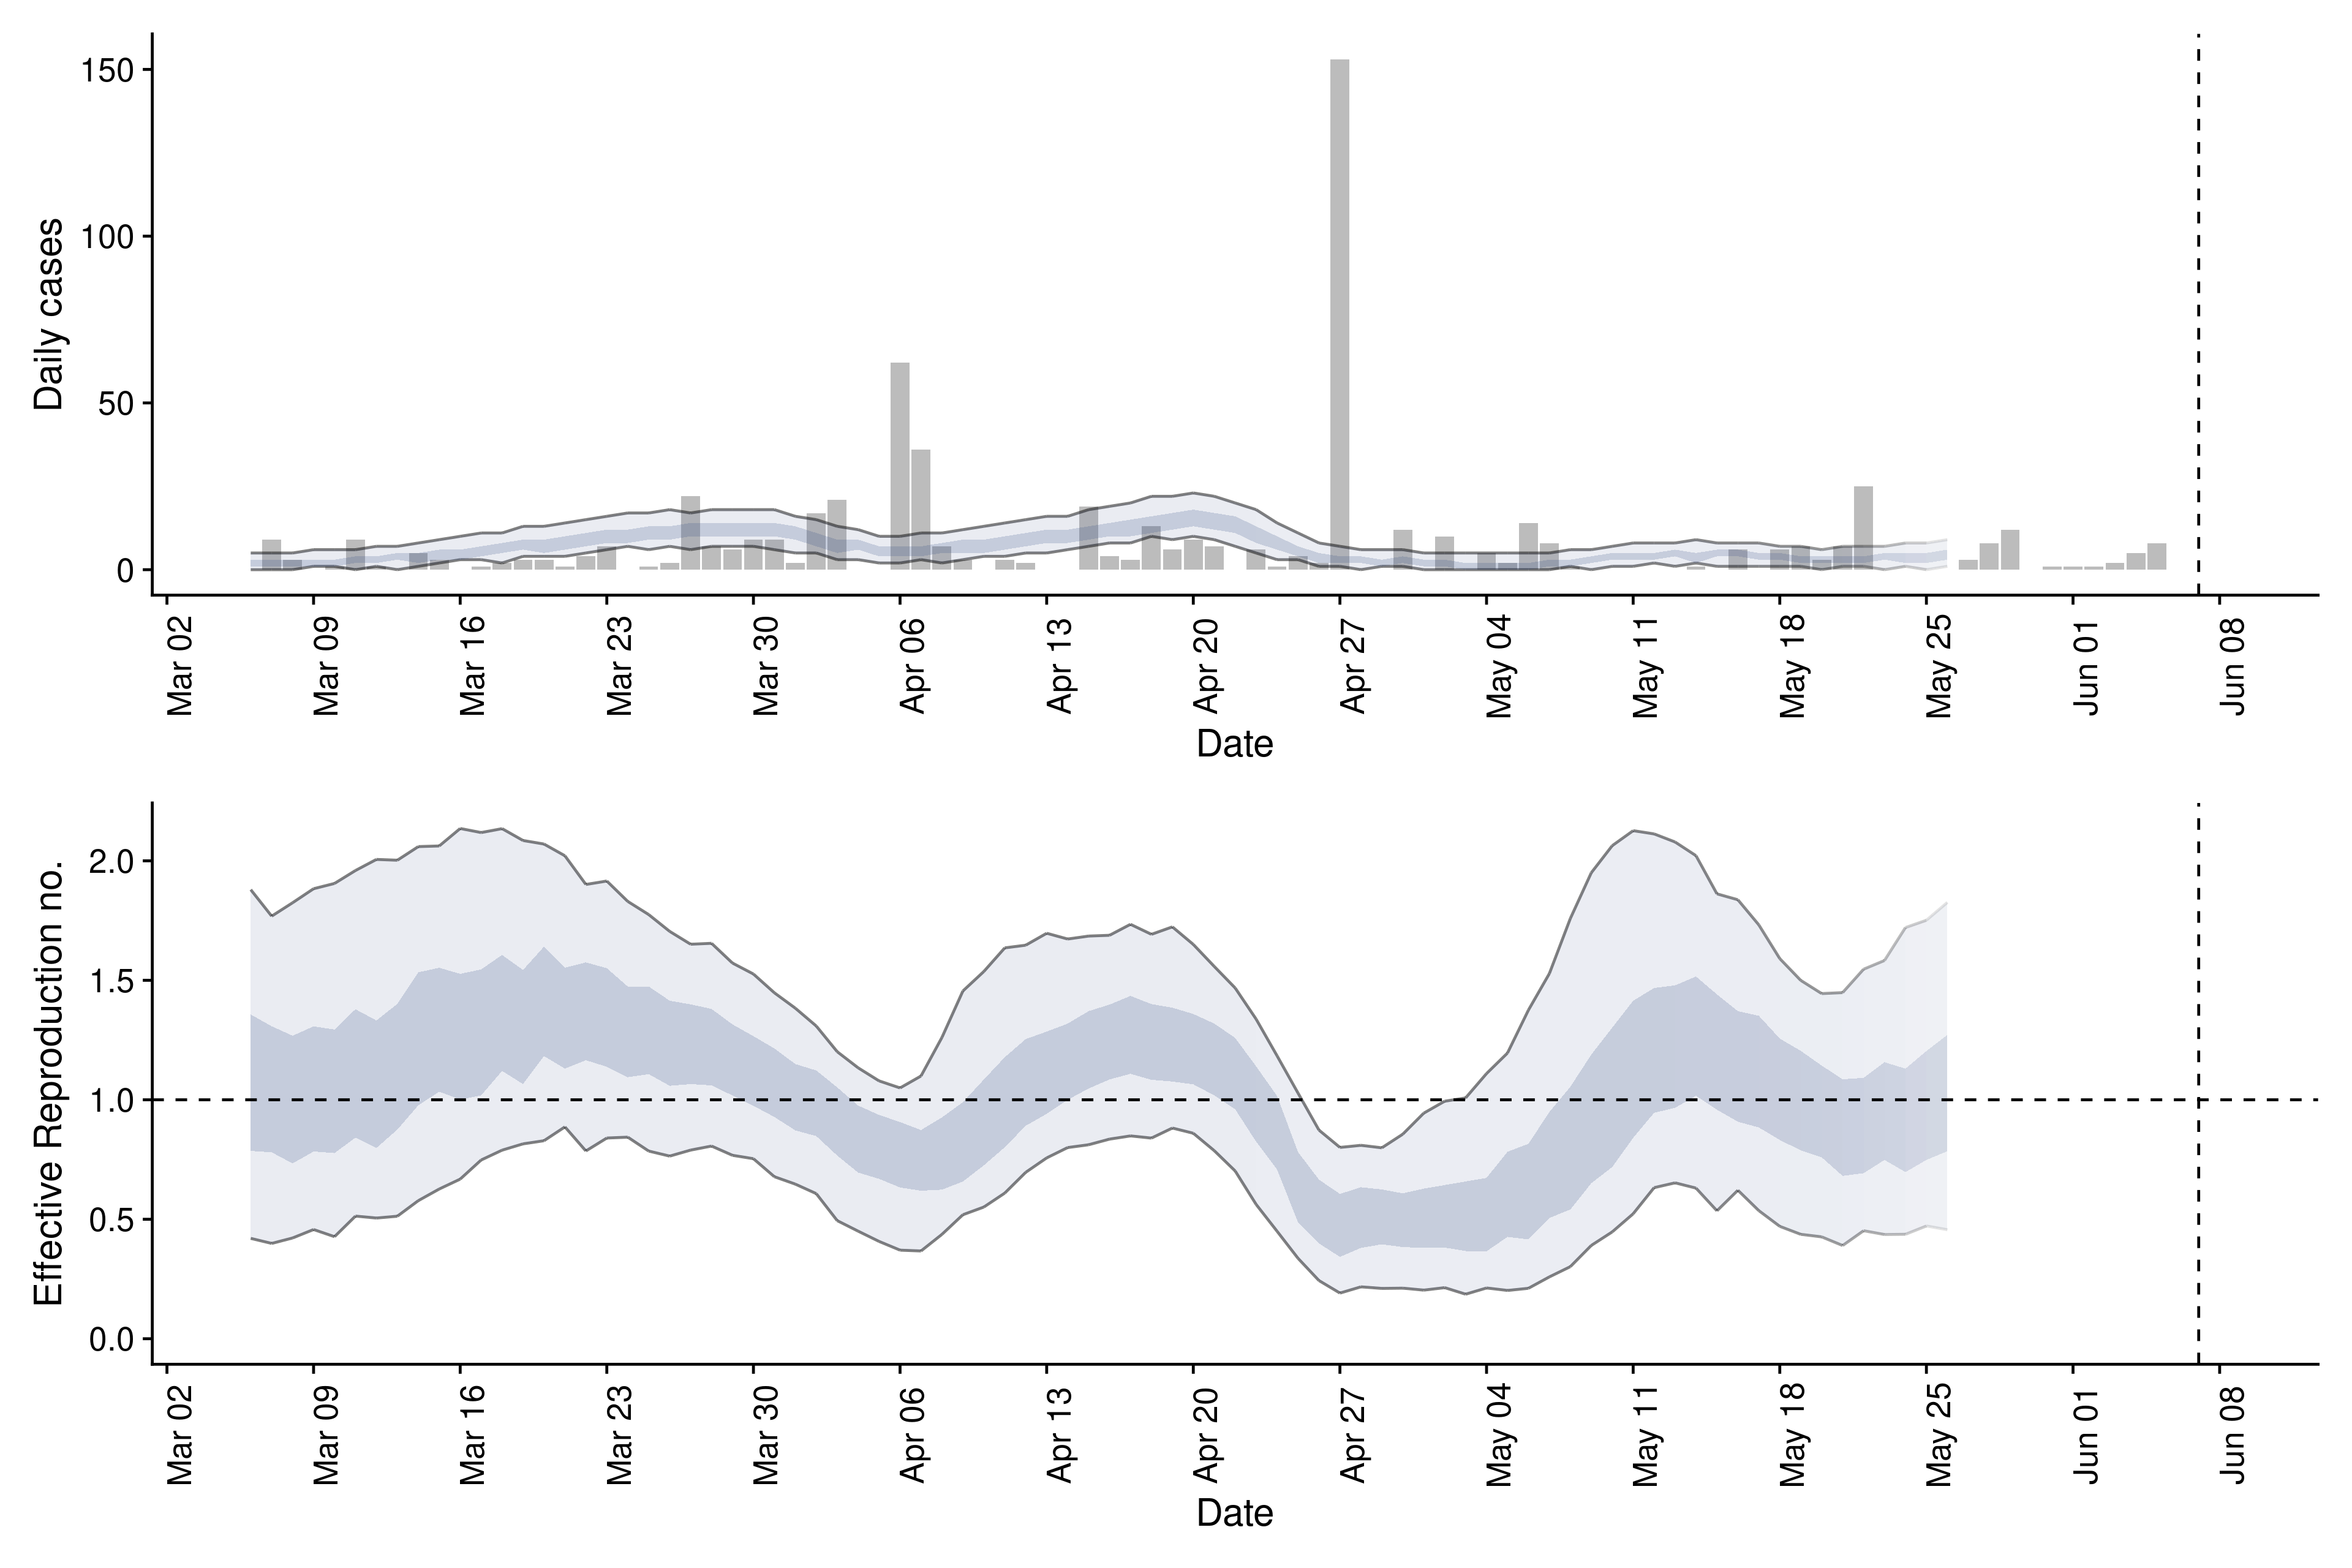 Daily cases
150
100
50
0
Mar 02
Mar 09
Mar 16
Mar 23
Mar 30
Apr 06
Apr 13
Apr 20
Apr 27
May 04
May 11
May 18
May 25
Jun 01
Jun 08
Date
Effective Reproduction no.
2.0
1.5
1.0
0.5
0.0
Mar 02
Mar 09
Mar 16
Mar 23
Mar 30
Apr 06
Apr 13
Apr 20
Apr 27
May 04
May 11
May 18
May 25
Jun 01
Jun 08
Date